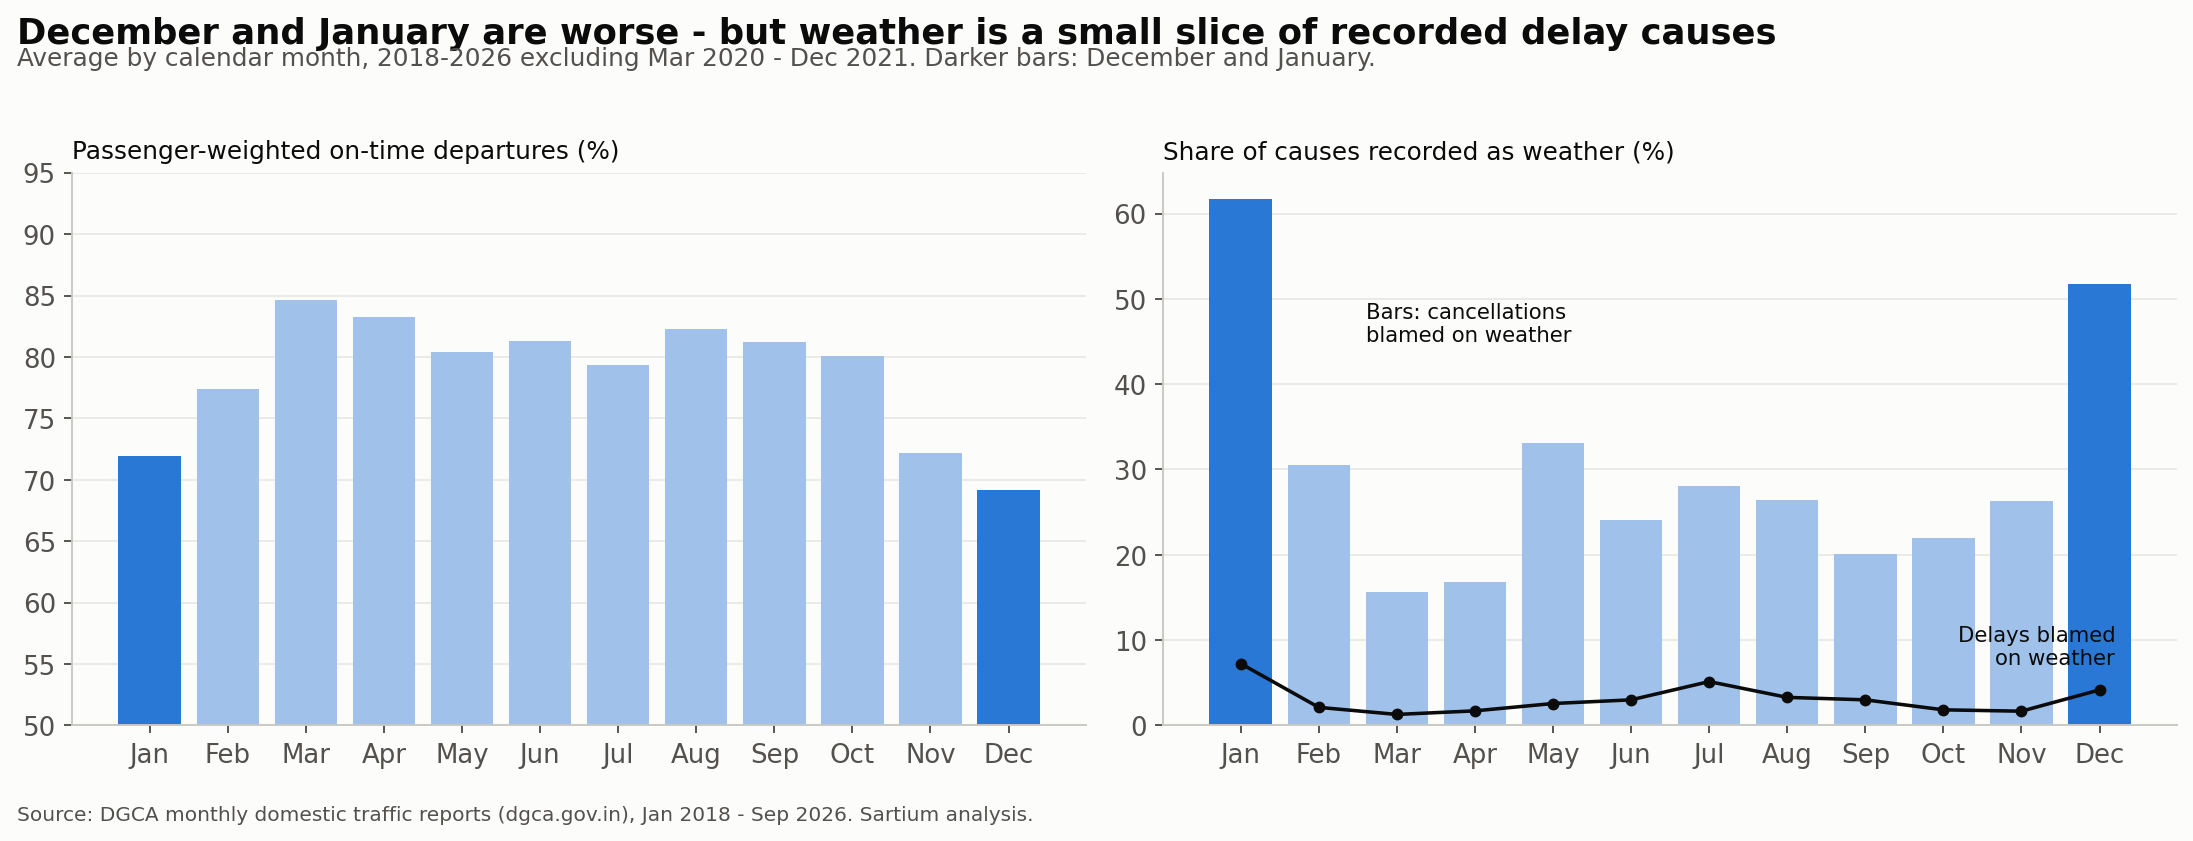 December and January are worse - but weather is a small slice of recorded delay causes
Average by calendar month, 2018-2026 excluding Mar 2020 - Dec 2021. Darker bars: December and January.
Passenger-weighted on-time departures (%)
95
90
85
80
75
70
65
60
55
50
Jan Feb Mar Apr May Jun Jul Aug Sep Oct Nov Dec
Share of causes recorded as weather (%)
60
50
40
30
20
10
0
Bars: cancellations
blamed on weather
Delays blamed
on weather
Jan Feb Mar Apr May Jun Jul Aug Sep Oct Nov Dec
Source: DGCA monthly domestic traffic reports (dgca.gov.in), Jan 2018 - Sep 2026. Sartium analysis.